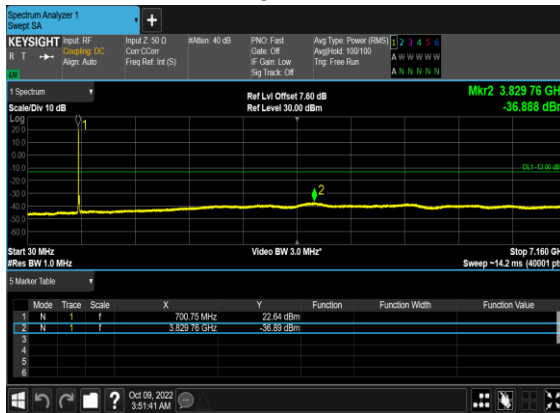 Spectrum Analyzer 1
Swept SA
+
KEYSIGHT Input: RF Input Z: 50 Ω #Atten: 40 dB PNO: Fast Avg Type: Power (RMS) 1 2 3 4 5 6
R T Coupling: DC Corr CCorr Gate: Off Avg|Hold: 100/100 A W W W W W
Align: Auto Freq Ref: Int (S) IF Gain: Low Trig: Free Run
LXI Sig Track: Off A N N N N N
1 Spectrum Ref Lvl Offset 7.60 dB Mkr2 3.829 76 GH
Scale/Div 10 dB Ref Level 30.00 dBm -36.888 dBr
Log
20.0
1
10.0
0.00
-10.0
DL1 -13.00 dB
-20.0
-30.0
2
-40.0
-50.0
-60.0
Start 30 MHz Video BW 3.0 MHz* Stop 7.160 GH
#Res BW 1.0 MHz Sweep ~14.2 ms (40001 pt
5 Marker Table
Mode Trace Scale X Y Function Function Width Function Value
1 N 1 f 700.75 MHz 22.64 dBm
2 N 1 f 3.829 76 GHz -36.89 dBm
3
4
5
6
? Oct 09, 2022
3:51:41 AM